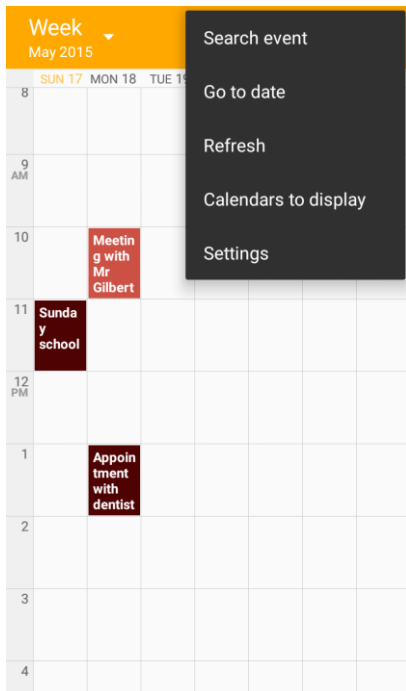 Week
May 2015
Search event
Go to date
Refresh
Calendars to display
Settings
SUN 17 MON 18 TUE 19
8
9
AM
10
Meetin
g with
Mr
Gilbert
11
Sunda
y
school
12
PM
1
Appoin
tment
with
dentist
2
3
4